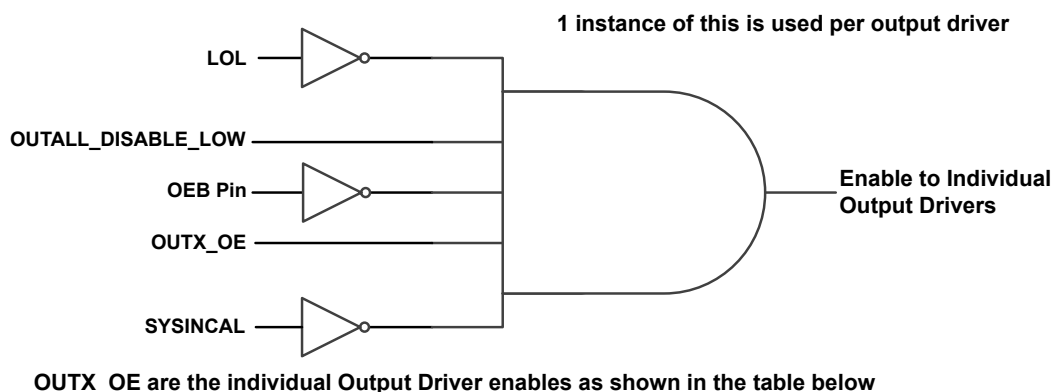 1 instance of this is used per output driver
LOL
OUTALL_DISABLE_LOW
OEB Pin
OUTX_OE
SYSINCAL
Enable to Individual
Output Drivers
OUTX_OE are the individual Output Driver enables as shown in the table below